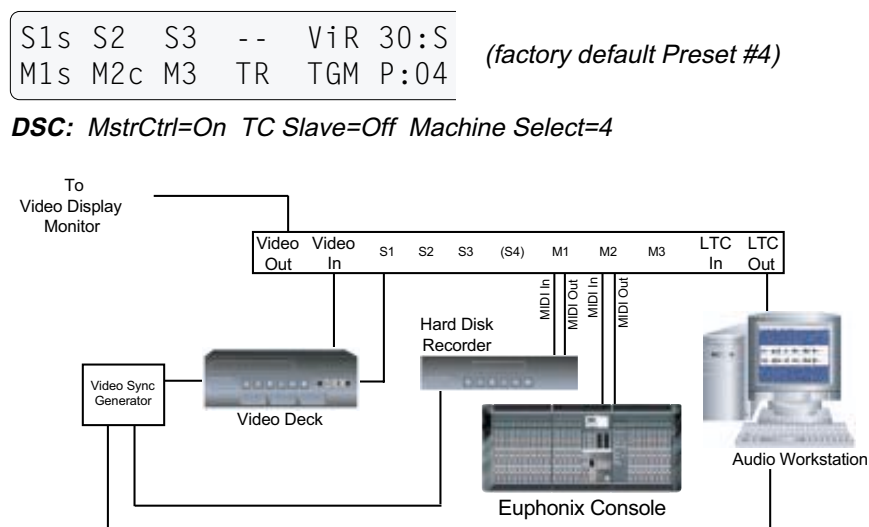 S1s S2 S3 -- ViR 30:S
M1s M2c M3 TR TGM P:04
(factory default Preset #4)
DSC: MstrCtrl=On TC Slave=Off Machine Select=4
To
Video Display
Monitor
Video Out
Video In
S1
S2
S3
(S4)
M1
M2
M3
LTC In
LTC Out
MIDI In
MIDI Out
MIDI In
MIDI Out
Hard Disk
Recorder
Video Sync
Generator
Video Deck
Audio Workstation
Euphonix Console